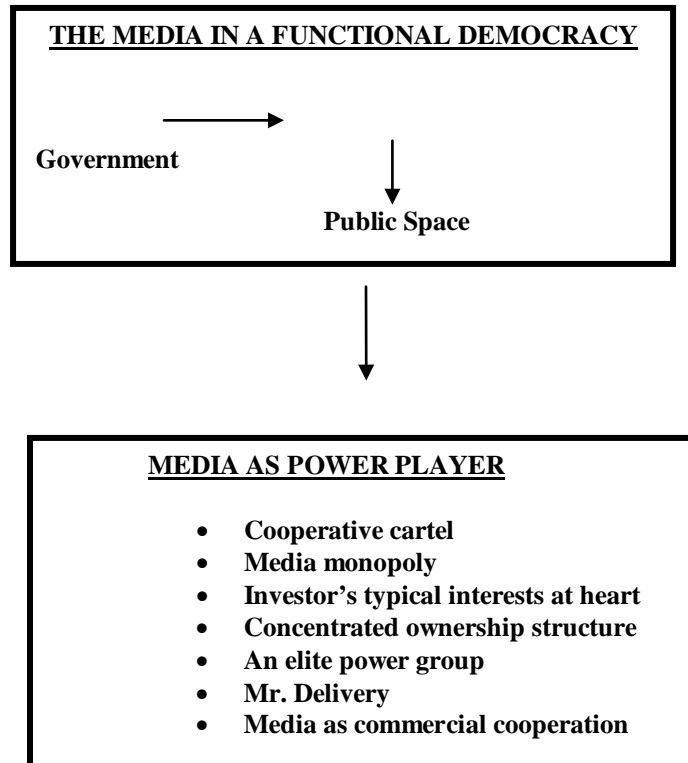 THE MEDIA IN A FUNCTIONAL DEMOCRACY
Government
Public Space
MEDIA AS POWER PLAYER
• Cooperative cartel
• Media monopoly
• Investor’s typical interests at heart
• Concentrated ownership structure
• An elite power group
• Mr. Delivery
• Media as commercial cooperation